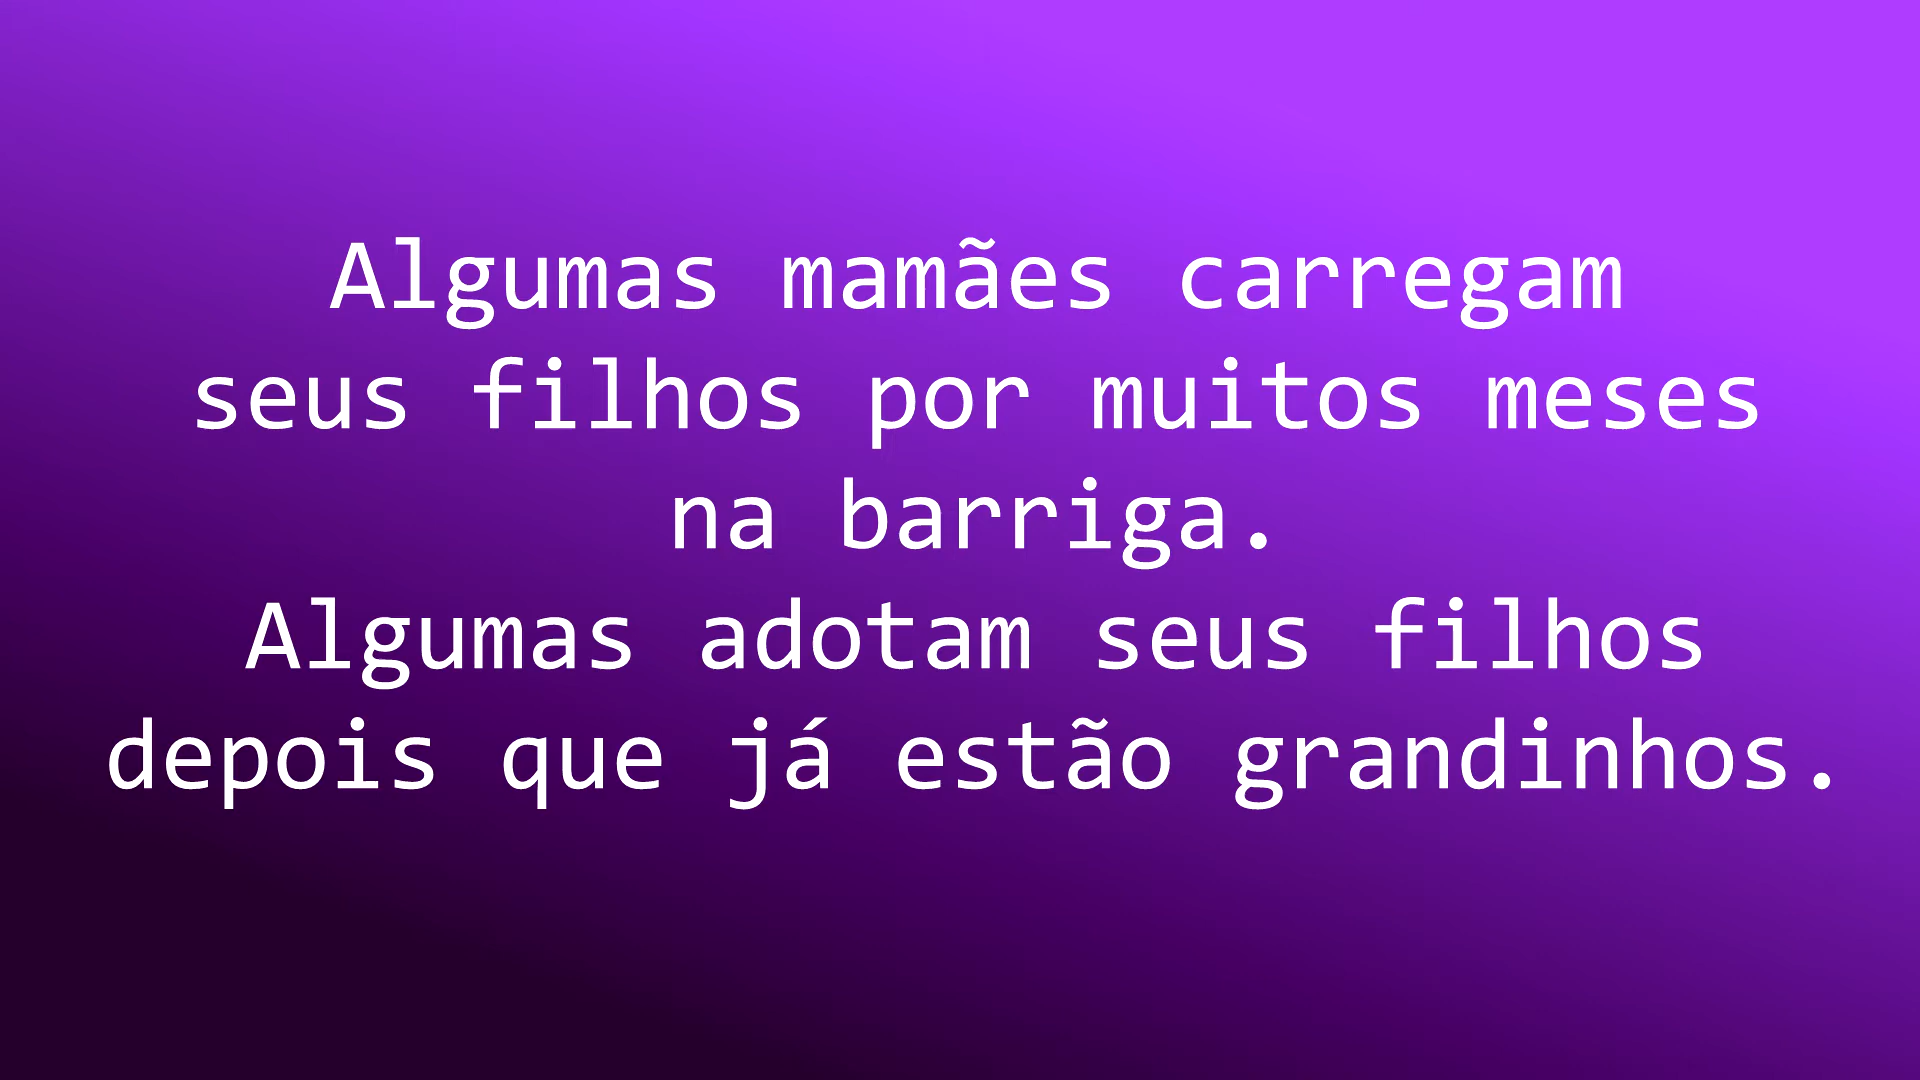 Algumas mamães carregam
seus filhos por muitos meses
na barriga.
Algumas adotam seus filhos
depois que já estão grandinhos.